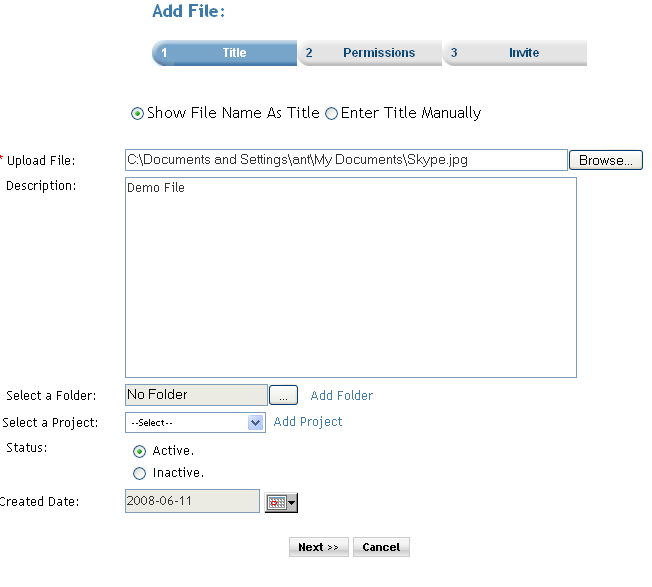 Add File:
1 Title 2 Permissions 3 Invite
Show File Name As Title Enter Title Manually
* Upload File: C:\Documents and Settings\ant\My Documents\Skype.jpg Browse...
Description: Demo File
Select a Folder: No Folder ... Add Folder
Select a Project: --Select-- Add Project
Status: Active.
Inactive.
Created Date: 2008-06-11
Next >> Cancel